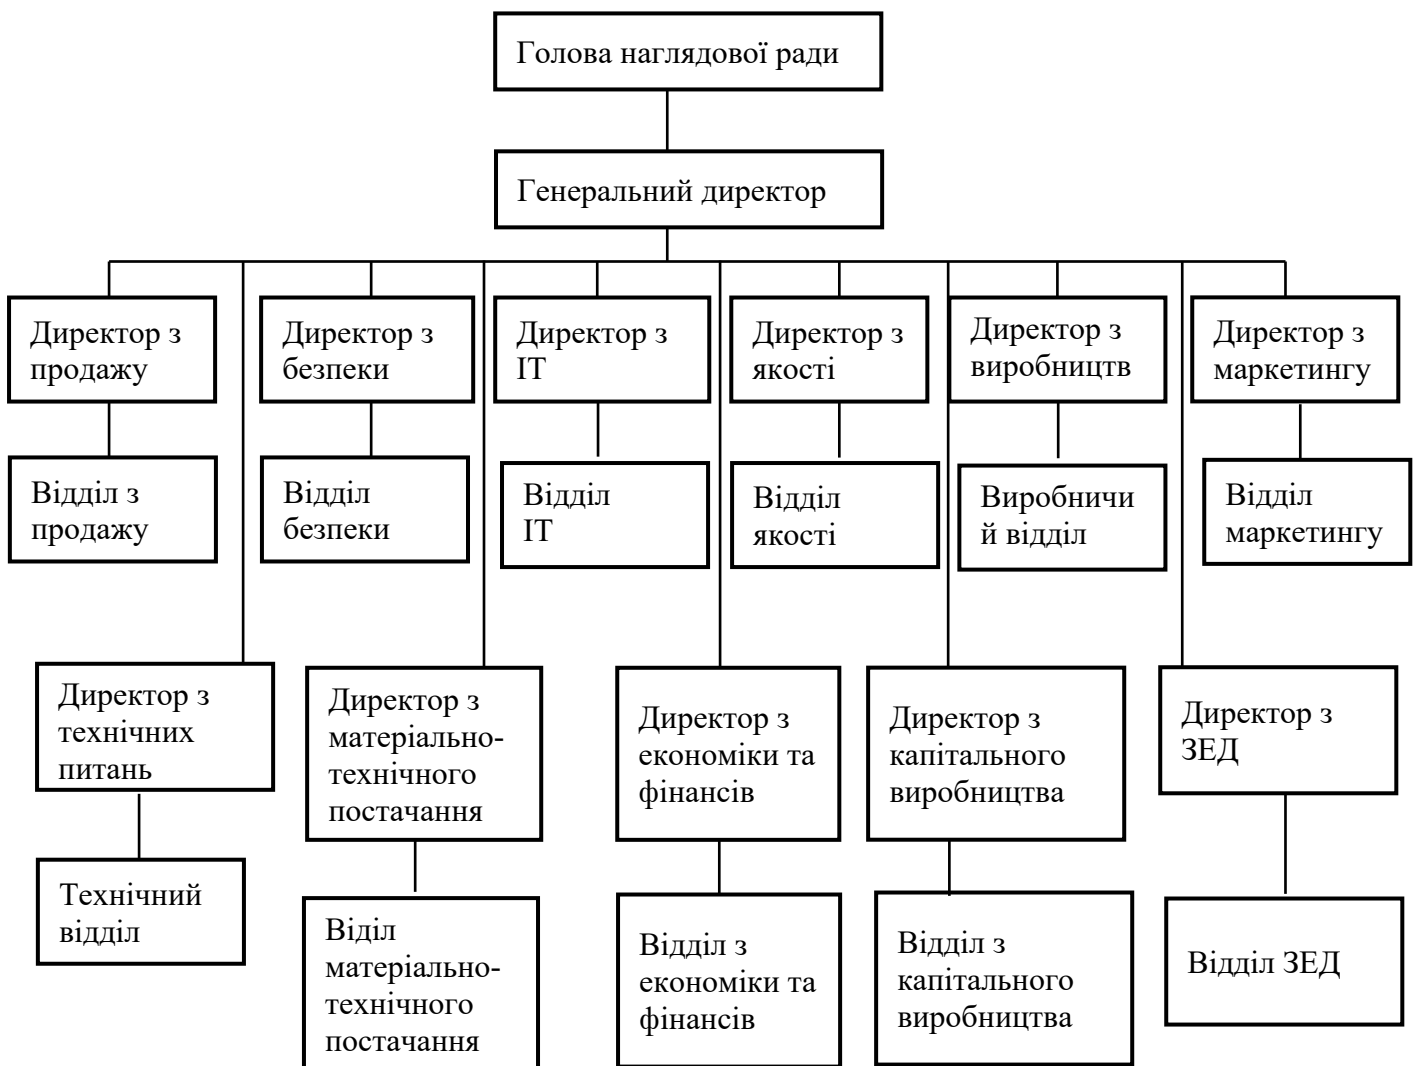 Голова наглядової ради
Генеральний директор
Директор з
продажу
Директор з
безпеки
Директор з
ІТ
Директор з
якості
Директор з
виробництв
Директор з
маркетингу
Відділ з
продажу
Відділ
безпеки
Відділ
ІТ
Відділ
якості
Виробничи
й відділ
Відділ
маркетингу
Директор з
технічних
питань
Директор з
матеріально-
технічного
постачання
Директор з
економіки та
фінансів
Директор з
капітального
виробництва
Директор з
ЗЕД
Технічний
відділ
Віділ
матеріально-
технічного
постачання
Відділ з
економіки та
фінансів
Відділ з
капітального
виробництва
Відділ ЗЕД